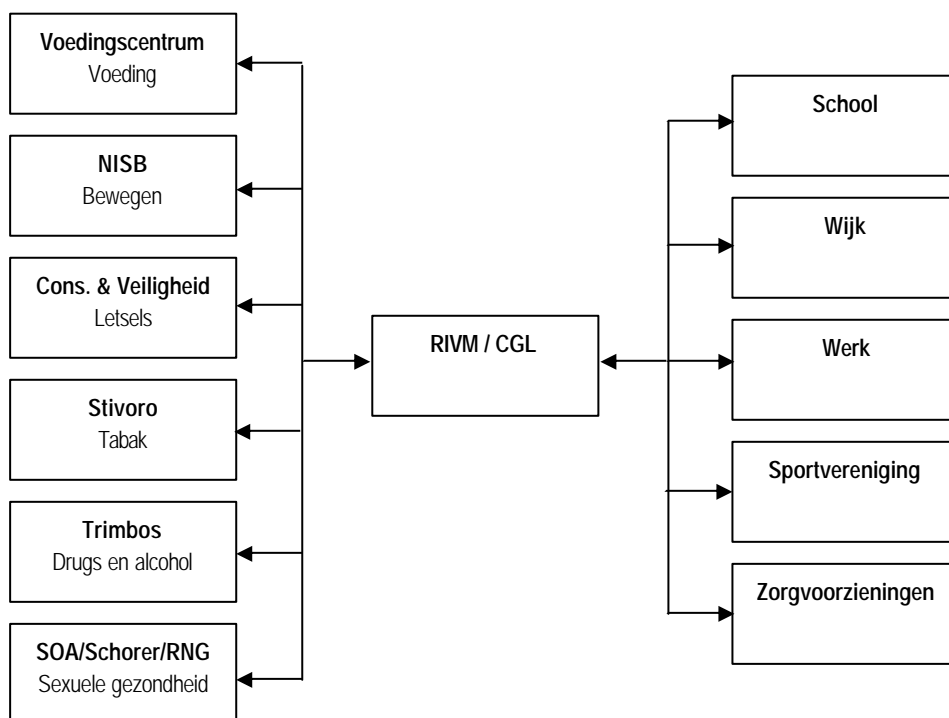 Voedingscentrum
Voeding
NISB
Bewegen
Cons. & Veiligheid
Letsels
Stivoro
Tabak
Trimbos
Drugs en alcohol
SOA/Schorer/RNG
Sexuele gezondheid
RIVM / CGL
School
Wijk
Werk
Sportvereniging
Zorgvoorzieningen